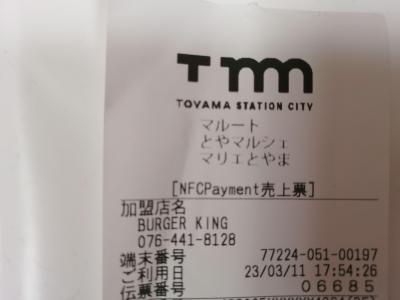 TMM
TOYAMA STATION CITY
マルート
とやマルシェ
マリエとやま
[NFCPayment売上票]
加盟店名
BURGER KING
076-441-8128
端末番号 77224-051-00197
ご利用日 23/03/11 17:54:26
伝票番号 06685